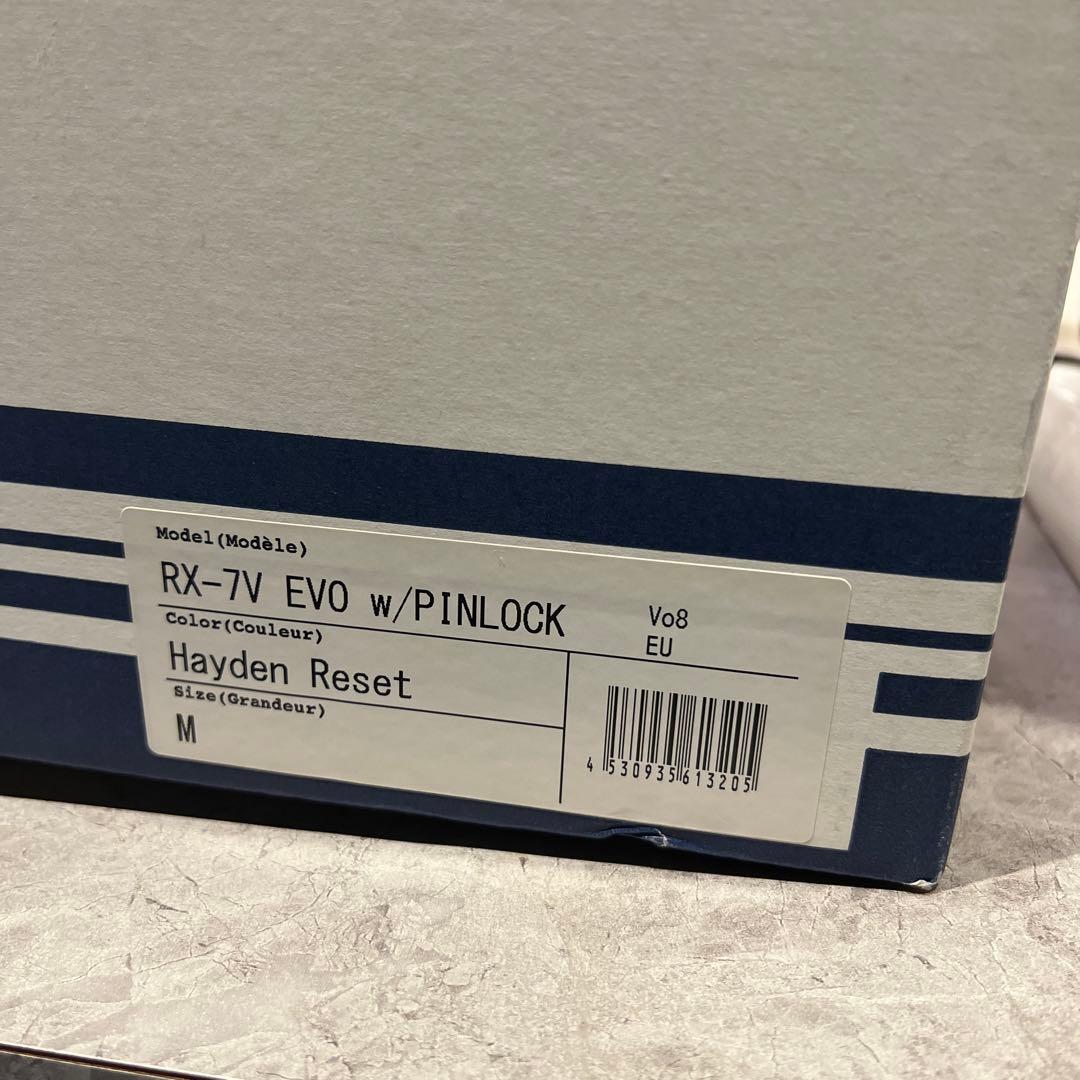 Model(Modèle)
RX-7V EVO w/PINLOCK
Vo8
EU
Color(Couleur)
Hayden Reset
Size(Grandeur)
M
4 530935 613205